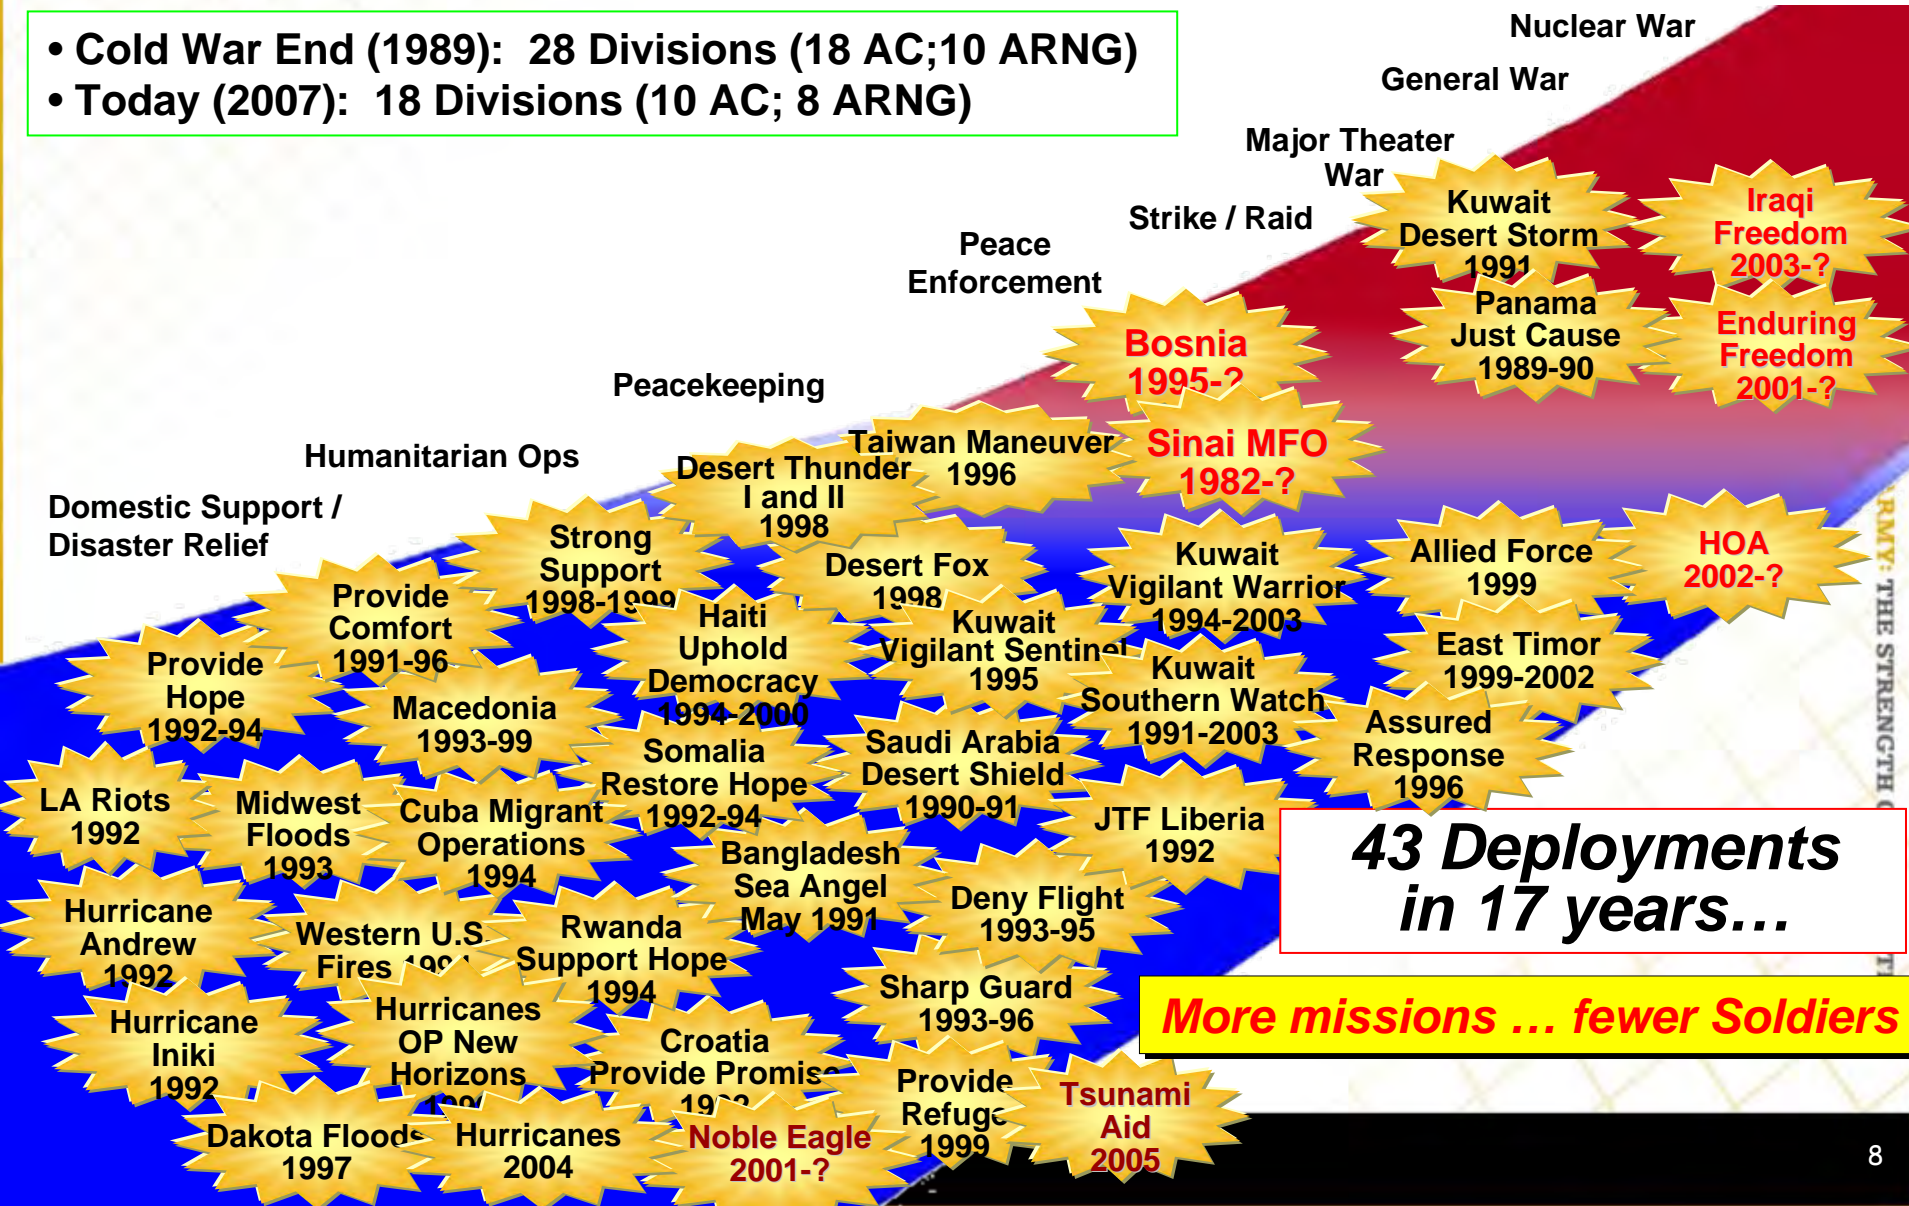 • Cold War End (1989): 28 Divisions (18 AC;10 ARNG)
• Today (2007): 18 Divisions (10 AC; 8 ARNG)
Nuclear War
General War
Major Theater
War
Strike / Raid
Peace
Enforcement
Peacekeeping
Humanitarian Ops
Domestic Support /
Disaster Relief
Kuwait
Desert Storm
1991
Iraqi
Freedom
2003-?
Panama
Just Cause
1989-90
Enduring
Freedom
2001-?
Bosnia
1995-?
Sinai MFO
1982-?
Taiwan Maneuver
1996
Desert Thunder
I and II
1998
Strong
Support
1998-1999
Desert Fox
1998
Kuwait
Vigilant Warrior
1994-2003
Allied Force
1999
HOA
2002-?
Provide
Comfort
1991-96
Haiti
Uphold
Democracy
1994-2000
Kuwait
Vigilant Sentinel
1995
East Timor
1999-2002
Provide
Hope
1992-94
Macedonia
1993-99
Kuwait
Southern Watch
1991-2003
Assured
Response
1996
Somalia
Restore Hope
1992-94
Saudi Arabia
Desert Shield
1990-91
LA Riots
1992
Midwest
Floods
1993
Cuba Migrant
Operations
1994
JTF Liberia
1992
Bangladesh
Sea Angel
May 1991
Deny Flight
1993-95
Hurricane
Andrew
1992
Western U.S.
Fires
Rwanda
Support Hope
1994
Sharp Guard
1993-96
Hurricane
Iniki
1992
Hurricanes
OP New
Horizons
Croatia
Provide Promise
Provide
Refuge
1999
Tsunami
Aid
2005
Dakota Floods
1997
Hurricanes
2004
Noble Eagle
2001-?
43 Deployments
in 17 years…
More missions … fewer Soldiers
RMY: THE STRENGTH
8